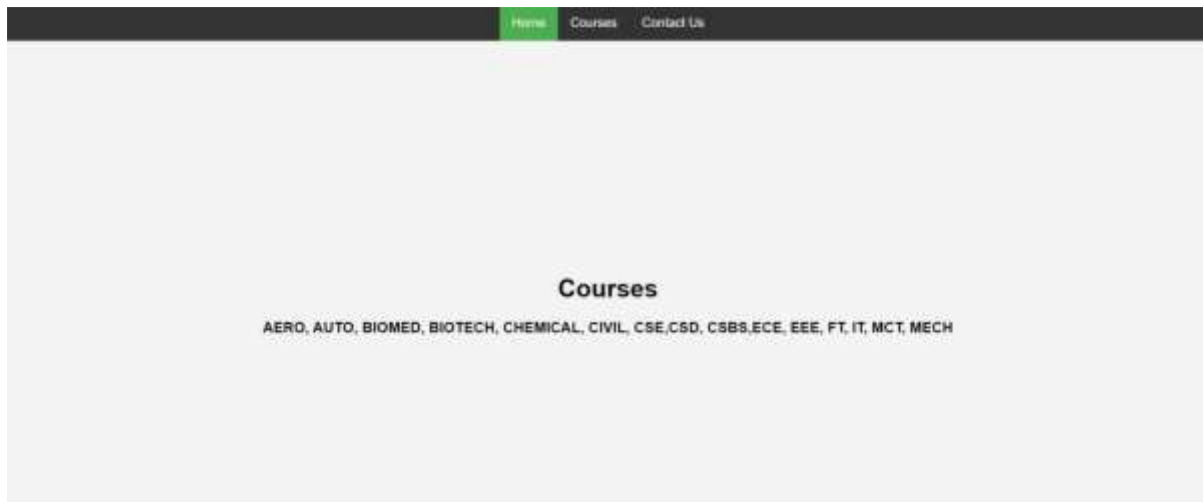 Home Courses Contact Us
Courses
AERO, AUTO, BIOMED, BIOTECH, CHEMICAL, CIVIL, CSE,CSD, CSBS,ECE, EEE, FT, IT, MCT, MECH